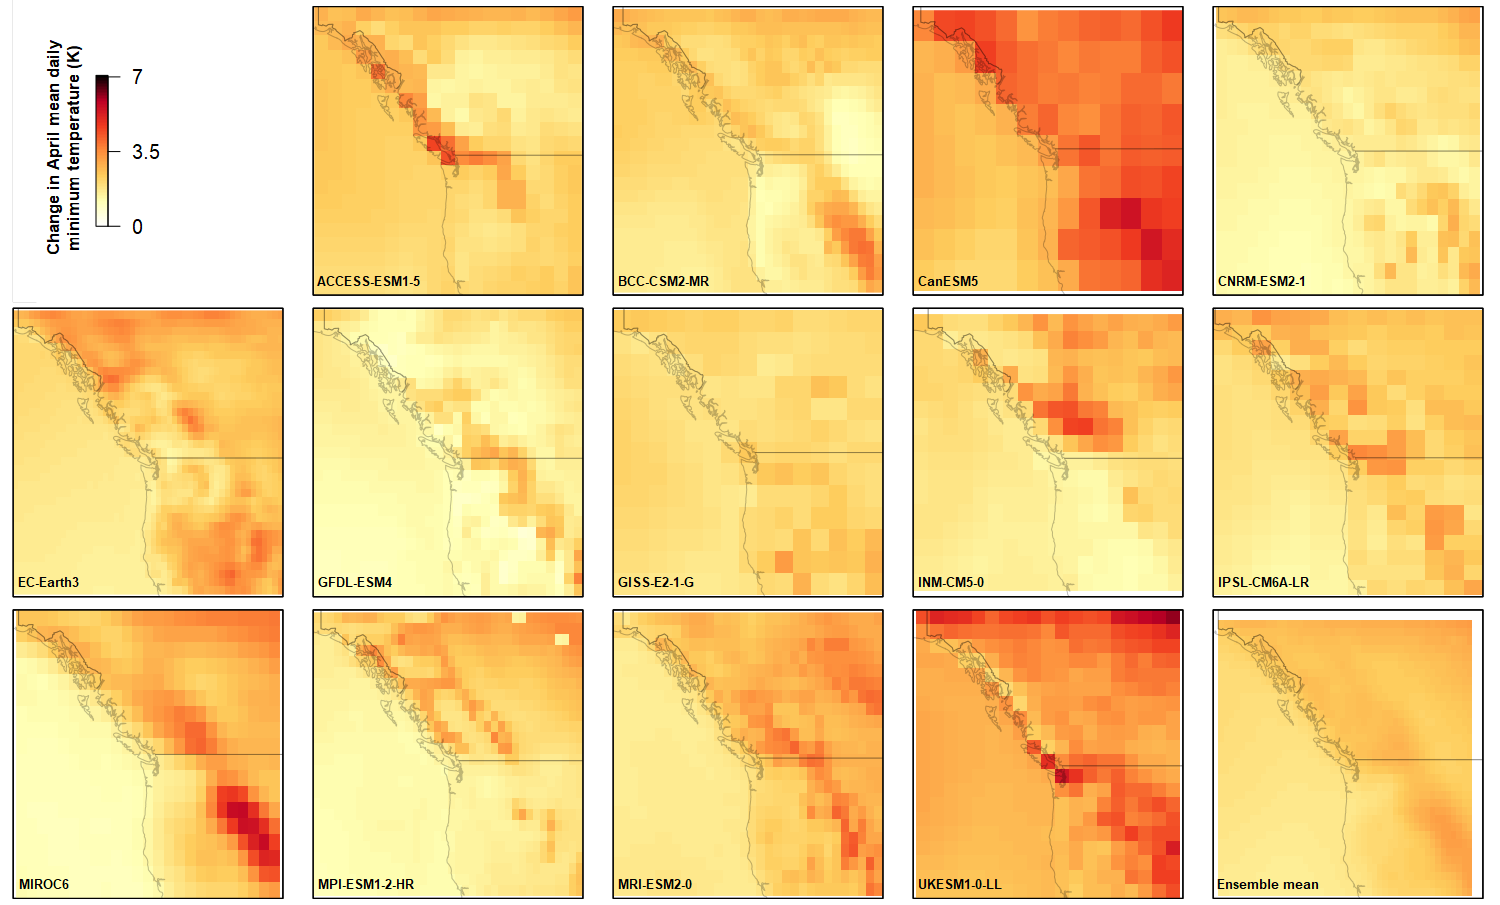 Change in April mean daily
minimum temperature (K)
7
3.5
0
ACCESS-ESM1-5
BCC-CSM2-MR
CanESM5
CNRM-ESM2-1
EC-Earth3
GFDL-ESM4
GISS-E2-1-G
INM-CM5-0
IPSL-CM6A-LR
MIROC6
MPI-ESM1-2-HR
MRI-ESM2-0
UKESM1-0-LL
Ensemble mean